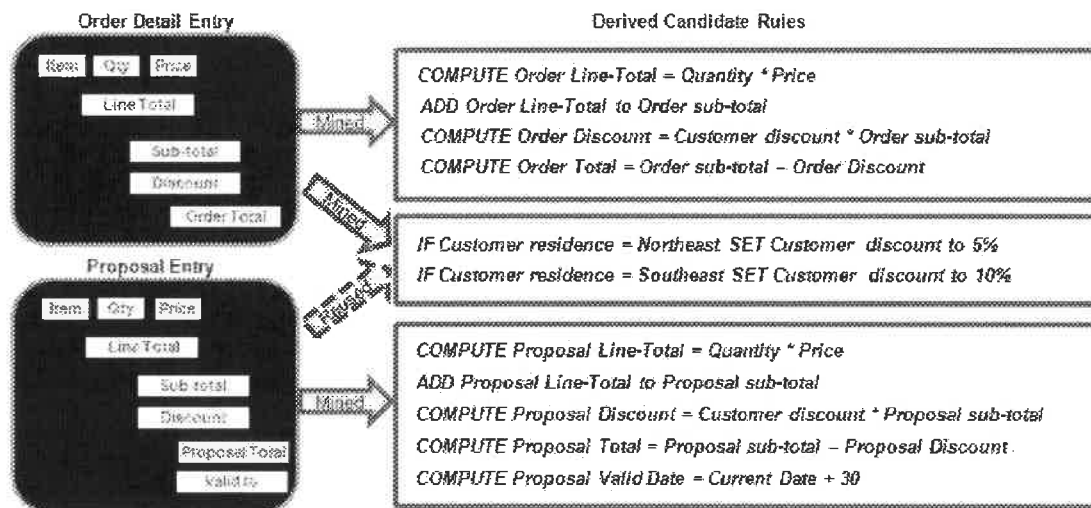 Order Detail Entry
Derived Candidate Rules
Item Qty Price
Line Total
Sub-total
Discount
Order Total
Mined
COMPUTE Order Line-Total = Quantity * Price
ADD Order Line-Total to Order sub-total
COMPUTE Order Discount = Customer discount * Order sub-total
COMPUTE Order Total = Order sub-total – Order Discount
Mined
IF Customer residence = Northeast SET Customer discount to 5%
IF Customer residence = Southeast SET Customer discount to 10%
Reused
Proposal Entry
Item Qty Price
Line Total
Sub-total
Discount
Proposal Total
Valid to
Mined
COMPUTE Proposal Line-Total = Quantity * Price
ADD Proposal Line-Total to Proposal sub-total
COMPUTE Proposal Discount = Customer discount * Proposal sub-total
COMPUTE Proposal Total = Proposal sub-total – Proposal Discount
COMPUTE Proposal Valid Date = Current Date + 30